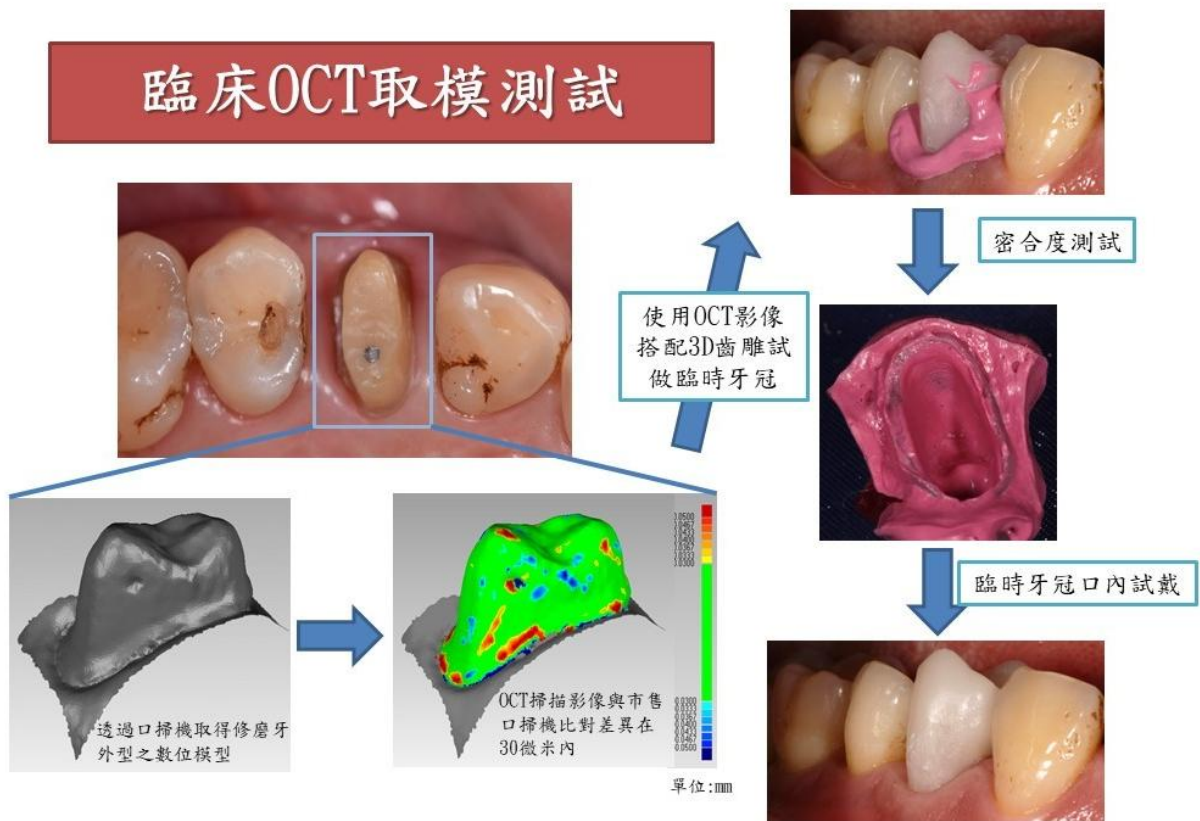 臨床OCT取模測試
密合度測試
使用OCT影像
搭配3D齒雕試
做臨時牙冠
臨時牙冠口內試戴
透過口掃機取得修磨牙
外型之數位模型
OCT掃描影像與市售
口掃機比對差異在
30微米內
單位:mm